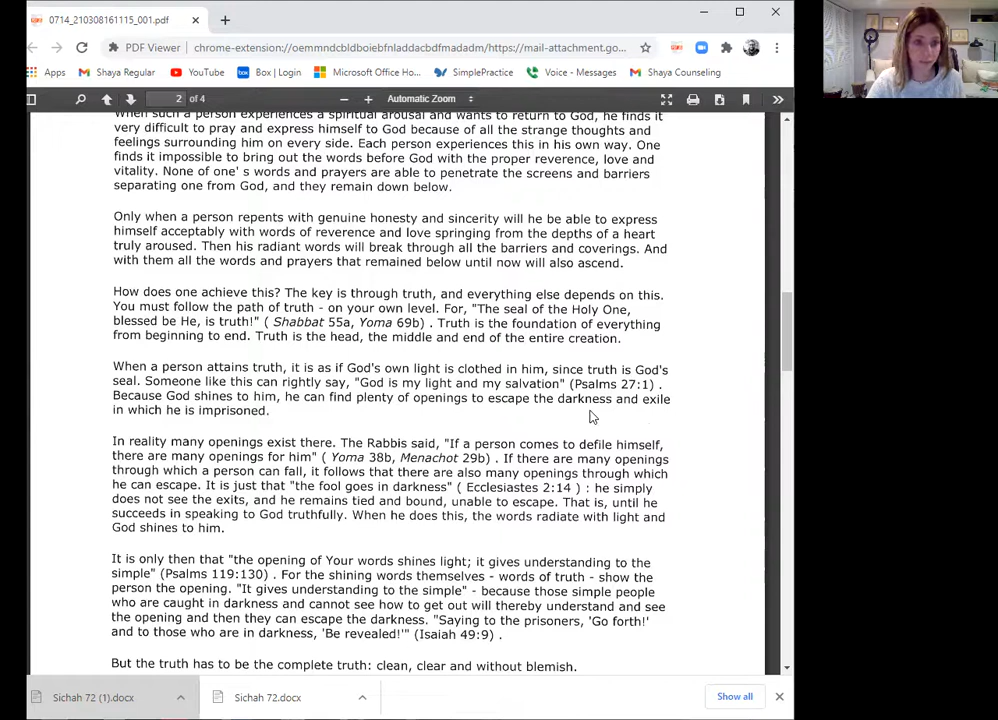 0714_210308161115_001.pdf
PDF Viewer
chrome-extension://oemmndcbldboiebfnladdacbdfmadadm/https://mail-attachment.go...
Apps
Shaya Regular
YouTube
Box | Login
Microsoft Office Ho...
SimplePractice
Voice - Messages
Shaya Counseling
2 of 4
Automatic Zoom
When such a person experiences a spiritual arousal and wants to return to God, he finds it
very difficult to pray and express himself to God because of all the strange thoughts and
feelings surrounding him on every side. Each person experiences this in his own way. One
finds it impossible to bring out the words before God with the proper reverence, love and
vitality. None of one' s words and prayers are able to penetrate the screens and barriers
separating one from God, and they remain down below.
Only when a person repents with genuine honesty and sincerity will he be able to express
himself acceptably with words of reverence and love springing from the depths of a heart
truly aroused. Then his radiant words will break through all the barriers and coverings. And
with them all the words and prayers that remained below until now will also ascend.
How does one achieve this? The key is through truth, and everything else depends on this.
You must follow the path of truth - on your own level. For, "The seal of the Holy One,
blessed be He, is truth!" ( Shabbat 55a, Yoma 69b) . Truth is the foundation of everything
from beginning to end. Truth is the head, the middle and end of the entire creation.
When a person attains truth, it is as if God's own light is clothed in him, since truth is God's
seal. Someone like this can rightly say, "God is my light and my salvation" (Psalms 27:1) .
Because God shines to him, he can find plenty of openings to escape the darkness and exile
in which he is imprisoned.
In reality many openings exist there. The Rabbis said, "If a person comes to defile himself,
there are many openings for him" ( Yoma 38b, Menachot 29b) . If there are many openings
through which a person can fall, it follows that there are also many openings through which
he can escape. It is just that "the fool goes in darkness" ( Ecclesiastes 2:14 ) : he simply
does not see the exits, and he remains tied and bound, unable to escape. That is, until he
succeeds in speaking to God truthfully. When he does this, the words radiate with light and
God shines to him.
It is only then that "the opening of Your words shines light; it gives understanding to the
simple" (Psalms 119:130) . For the shining words themselves - words of truth - show the
person the opening. "It gives understanding to the simple" - because those simple people
who are caught in darkness and cannot see how to get out will thereby understand and see
the opening and then they can escape the darkness. "Saying to the prisoners, 'Go forth!'
and to those who are in darkness, 'Be revealed!'" (Isaiah 49:9) .
But the truth has to be the complete truth: clean, clear and without blemish.
Sichah 72 (1).docx
Sichah 72.docx
Show all